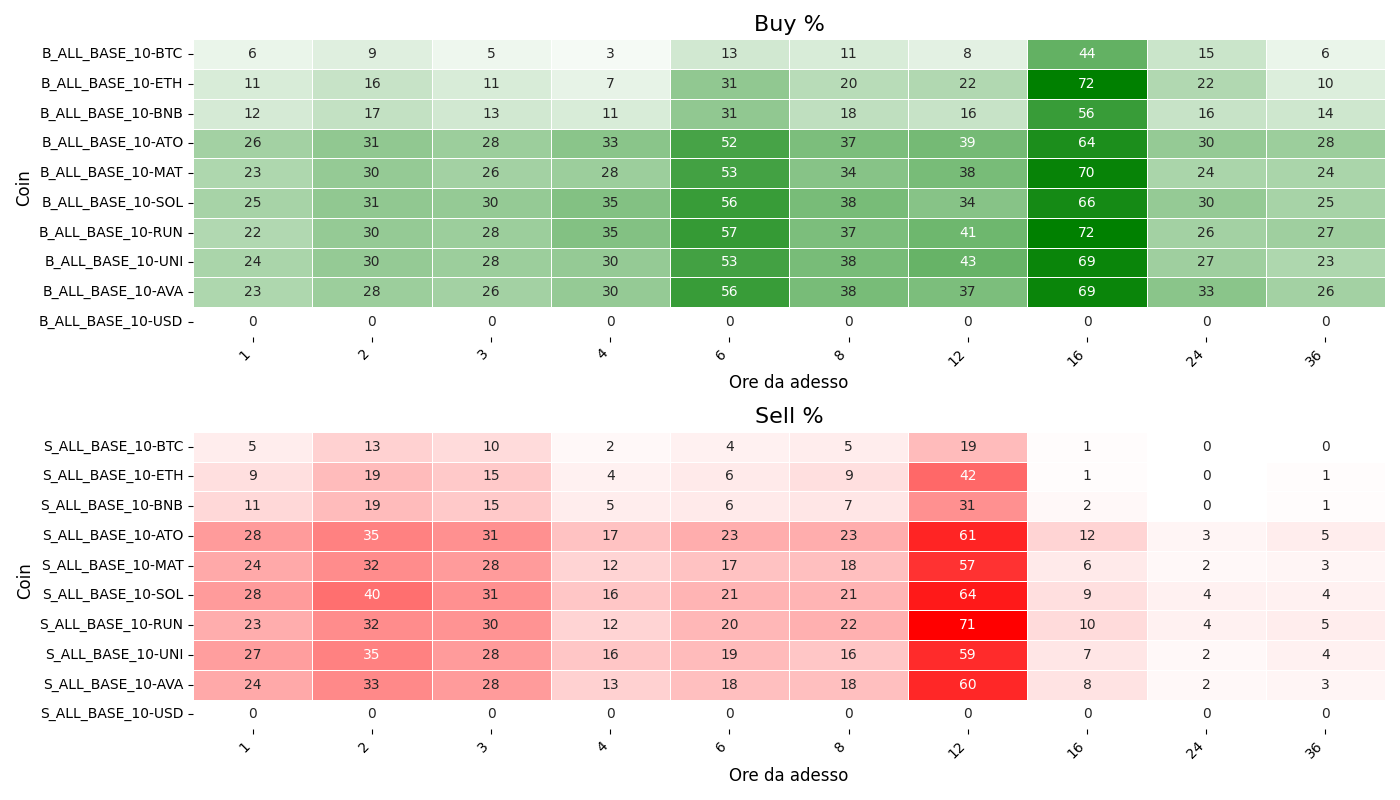 Buy %
Coin
B_ALL_BASE_10-BTC 6 9 5 3 13 11 8 44 15 6
B_ALL_BASE_10-ETH 11 16 11 7 31 20 22 72 22 10
B_ALL_BASE_10-BNB 12 17 13 11 31 18 16 56 16 14
B_ALL_BASE_10-ATO 26 31 28 33 52 37 39 64 30 28
B_ALL_BASE_10-MAT 23 30 26 28 53 34 38 70 24 24
B_ALL_BASE_10-SOL 25 31 30 35 56 38 34 66 30 25
B_ALL_BASE_10-RUN 22 30 28 35 57 37 41 72 26 27
B_ALL_BASE_10-UNI 24 30 28 30 53 38 43 69 27 23
B_ALL_BASE_10-AVA 23 28 26 30 56 38 37 69 33 26
B_ALL_BASE_10-USD 0 0 0 0 0 0 0 0 0 0
1 2 3 4 6 8 12 16 24 36
Ore da adesso
Sell %
Coin
S_ALL_BASE_10-BTC 5 13 10 2 4 5 19 1 0 0
S_ALL_BASE_10-ETH 9 19 15 4 6 9 42 1 0 1
S_ALL_BASE_10-BNB 11 19 15 5 6 7 31 2 0 1
S_ALL_BASE_10-ATO 28 35 31 17 23 23 61 12 3 5
S_ALL_BASE_10-MAT 24 32 28 12 17 18 57 6 2 3
S_ALL_BASE_10-SOL 28 40 31 16 21 21 64 9 4 4
S_ALL_BASE_10-RUN 23 32 30 12 20 22 71 10 4 5
S_ALL_BASE_10-UNI 27 35 28 16 19 16 59 7 2 4
S_ALL_BASE_10-AVA 24 33 28 13 18 18 60 8 2 3
S_ALL_BASE_10-USD 0 0 0 0 0 0 0 0 0 0
1 2 3 4 6 8 12 16 24 36
Ore da adesso